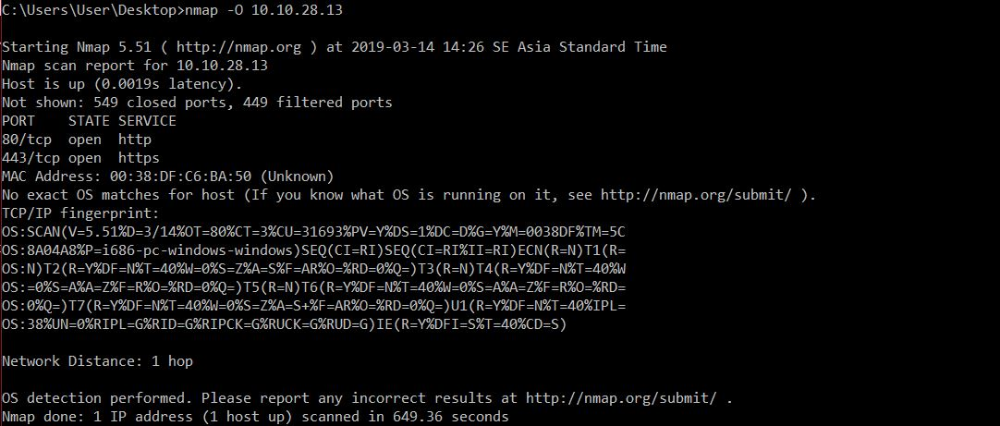 C:\Users\User\Desktop>nmap -O 10.10.28.13
Starting Nmap 5.51 ( http://nmap.org ) at 2019-03-14 14:26 SE Asia Standard Time
Nmap scan report for 10.10.28.13
Host is up (0.0019s latency).
Not shown: 549 closed ports, 449 filtered ports
PORT    STATE SERVICE
80/tcp  open  http
443/tcp open  https
MAC Address: 00:38:DF:C6:BA:50 (Unknown)
No exact OS matches for host (If you know what OS is running on it, see http://nmap.org/submit/ ).
TCP/IP fingerprint:
OS:SCAN(V=5.51%D=3/14%OT=80%CT=3%CU=31693%PV=Y%DS=1%DC=D%G=Y%M=0038DF%TM=5C
OS:8A04A8%P=i686-pc-windows-windows)SEQ(CI=RI)SEQ(CI=RI%II=RI)ECN(R=N)T1(R=
OS:N)T2(R=Y%DF=N%T=40%W=0%S=Z%A=S%F=AR%O=%RD=0%Q=)T3(R=N)T4(R=Y%DF=N%T=40%W
OS:=0%S=A%A=Z%F=R%O=%RD=0%Q=)T5(R=N)T6(R=Y%DF=N%T=40%W=0%S=A%A=Z%F=R%O=%RD=
OS:0%Q=)T7(R=Y%DF=N%T=40%W=0%S=Z%A=S+%F=AR%O=%RD=0%Q=)U1(R=Y%DF=N%T=40%IPL=
OS:38%UN=0%RIPL=G%RID=G%RIPCK=G%RUCK=G%RUD=G)IE(R=Y%DFI=S%T=40%CD=S)
Network Distance: 1 hop
OS detection performed. Please report any incorrect results at http://nmap.org/submit/ .
Nmap done: 1 IP address (1 host up) scanned in 649.36 seconds